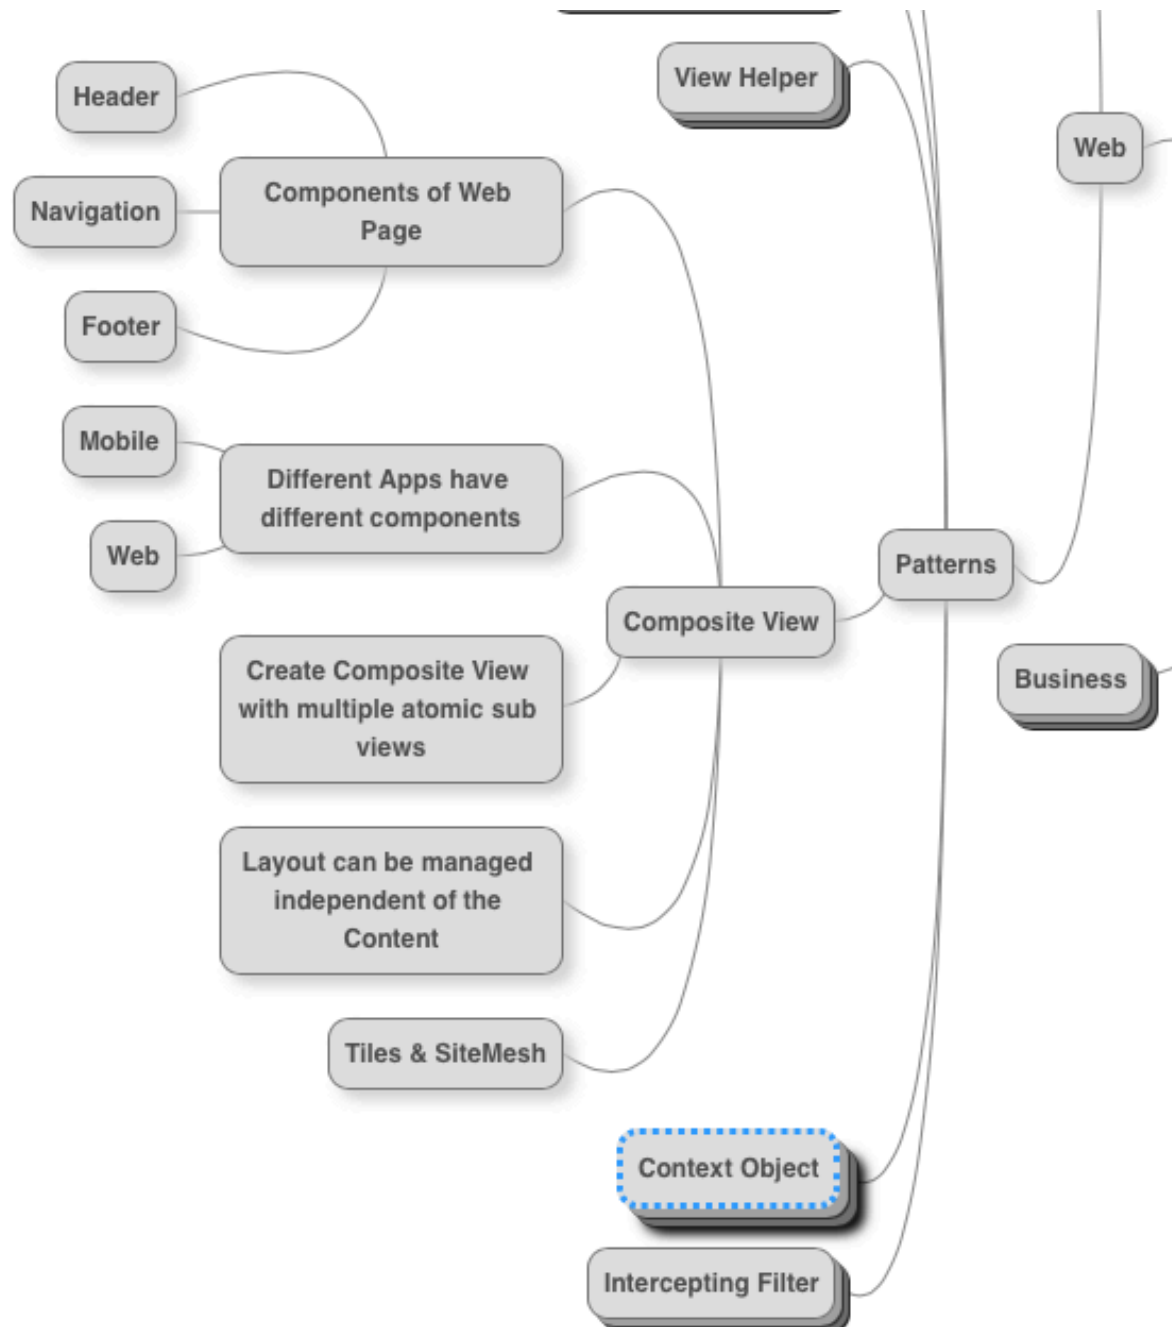 View Helper
Header
Web
Components of Web
Page
Navigation
Footer
Mobile
Different Apps have
different components
Web
Patterns
Composite View
Create Composite View
with multiple atomic sub
views
Business
Layout can be managed
independent of the
Content
Tiles & SiteMesh
Context Object
Intercepting Filter